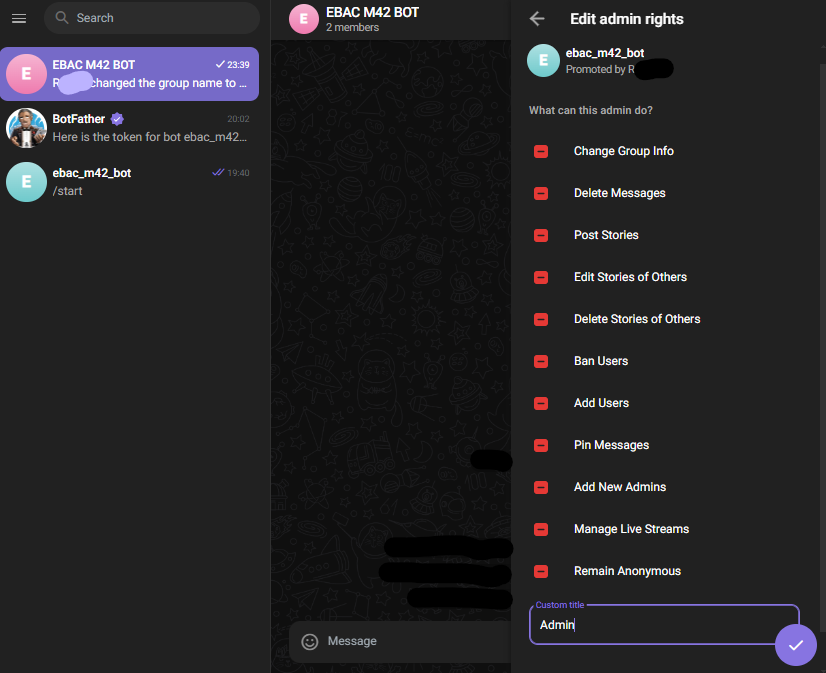 Search
E
EBAC M42 BOT
23:39
changed the group name to ...
BotFather
20:02
Here is the token for bot ebac_m42...
E
ebac_m42_bot
19:40
/start
E
EBAC M42 BOT
2 members
Message
Edit admin rights
E
ebac_m42_bot
Promoted by R
What can this admin do?
Change Group Info
Delete Messages
Post Stories
Edit Stories of Others
Delete Stories of Others
Ban Users
Add Users
Pin Messages
Add New Admins
Manage Live Streams
Remain Anonymous
Custom title
Admin